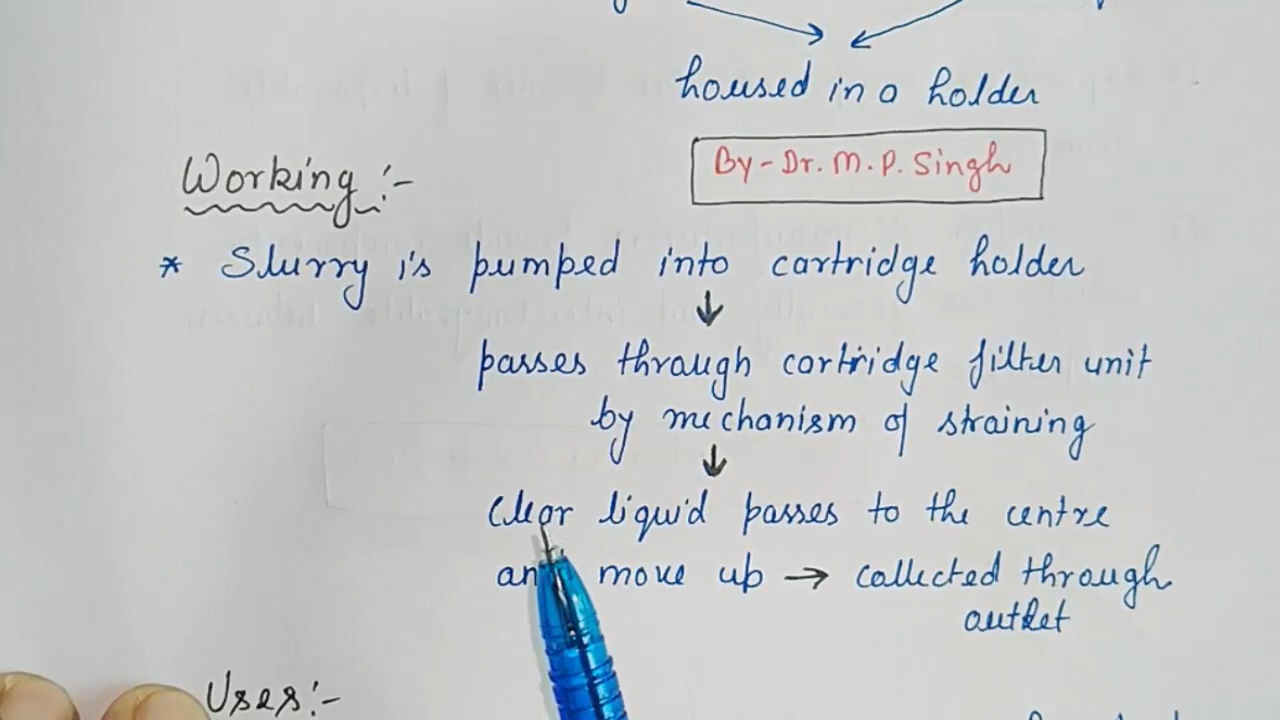 housed in a holder
By - Dr. M. P. Singh
Working :-
* Slurry is pumped into cartridge holder
↓
passes through cartridge filter unit
by mechanism of straining
↓
Clear liquid passes to the centre
and move up → collected through
outlet
Uses :-